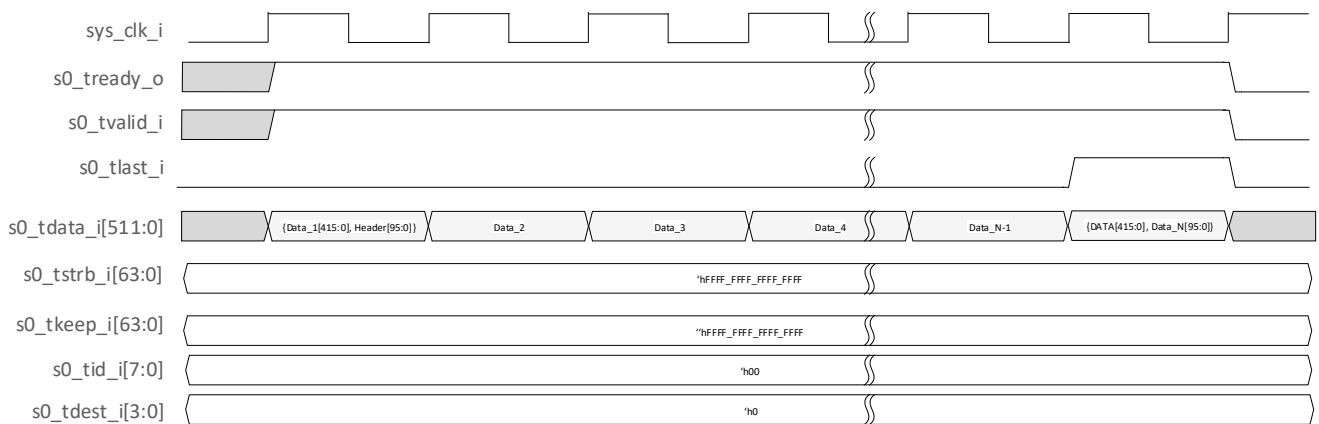 sys_clk_i
s0_tready_o
s0_tvalid_i
s0_tlast_i
s0_tdata_i[511:0] {Data_1[415:0], Header[95:0]} Data_2 Data_3 Data_4 Data_N-1 {DATA[415:0], Data_N[95:0]}
s0_tstrb_i[63:0] ‘hFFFF_FFFF_FFFF_FFFF
s0_tkeep_i[63:0] ‘'hFFFF_FFFF_FFFF_FFFF
s0_tid_i[7:0] ‘h00
s0_tdest_i[3:0] ‘h0